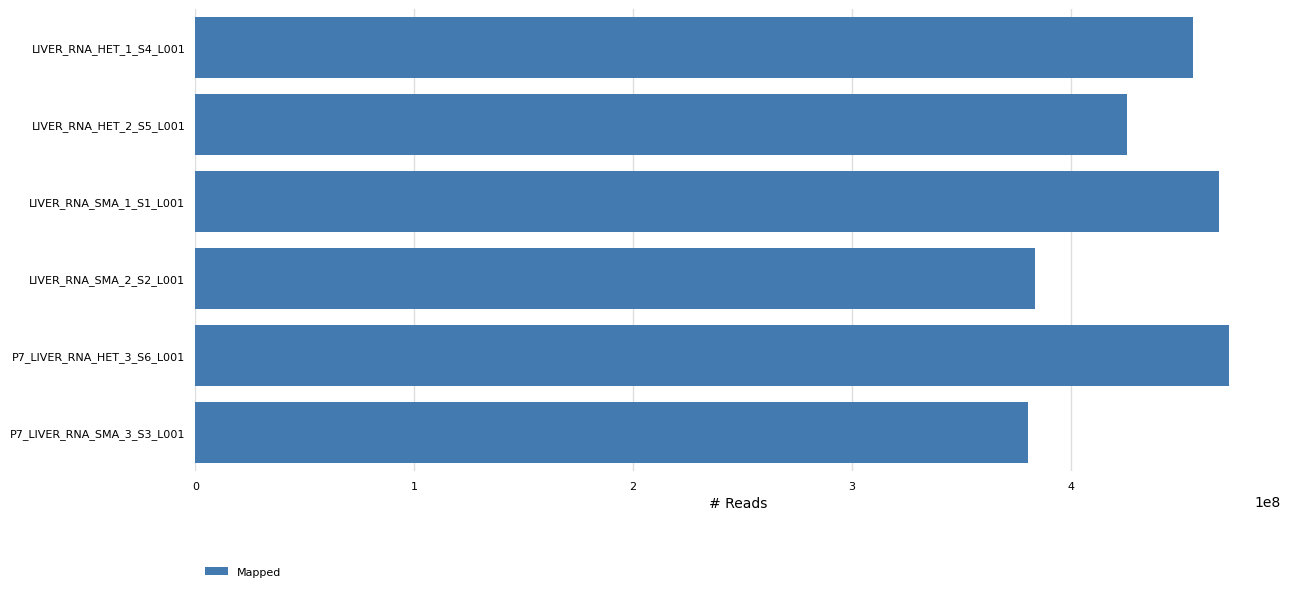 LIVER_RNA_HET_1_S4_L001
LIVER_RNA_HET_2_S5_L001
LIVER_RNA_SMA_1_S1_L001
LIVER_RNA_SMA_2_S2_L001
P7_LIVER_RNA_HET_3_S6_L001
P7_LIVER_RNA_SMA_3_S3_L001
0 1 2 3 4
# Reads
1e8
Mapped